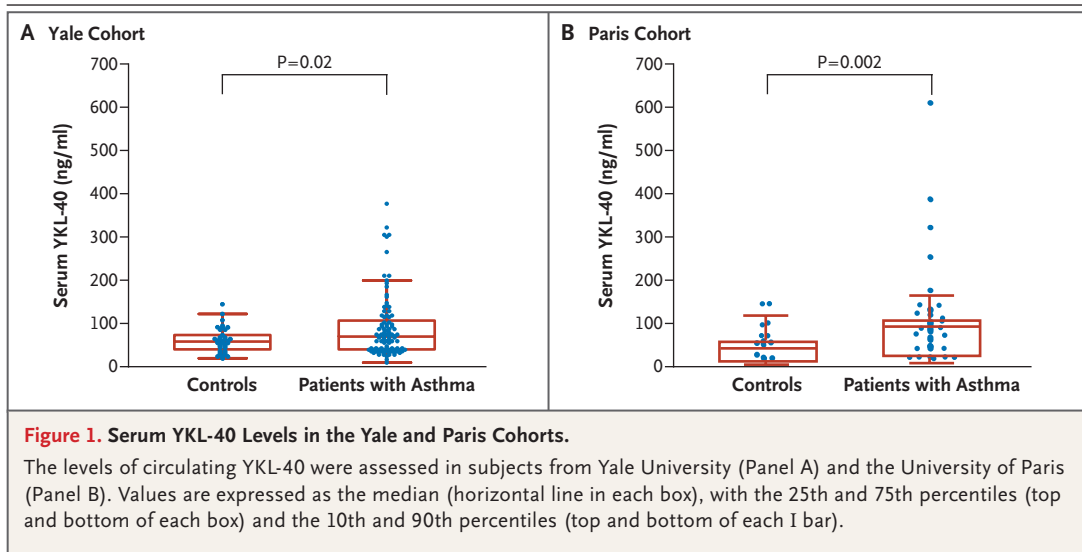 A Yale Cohort
P=0.02
700
600
500
400
300
200
100
0
Serum YKL-40 (ng/ml)
Controls
Patients with Asthma
B Paris Cohort
P=0.002
700
600
500
400
300
200
100
0
Serum YKL-40 (ng/ml)
Controls
Patients with Asthma
Figure 1. Serum YKL-40 Levels in the Yale and Paris Cohorts.
The levels of circulating YKL-40 were assessed in subjects from Yale University (Panel A) and the University of Paris
(Panel B). Values are expressed as the median (horizontal line in each box), with the 25th and 75th percentiles (top
and bottom of each box) and the 10th and 90th percentiles (top and bottom of each I bar).